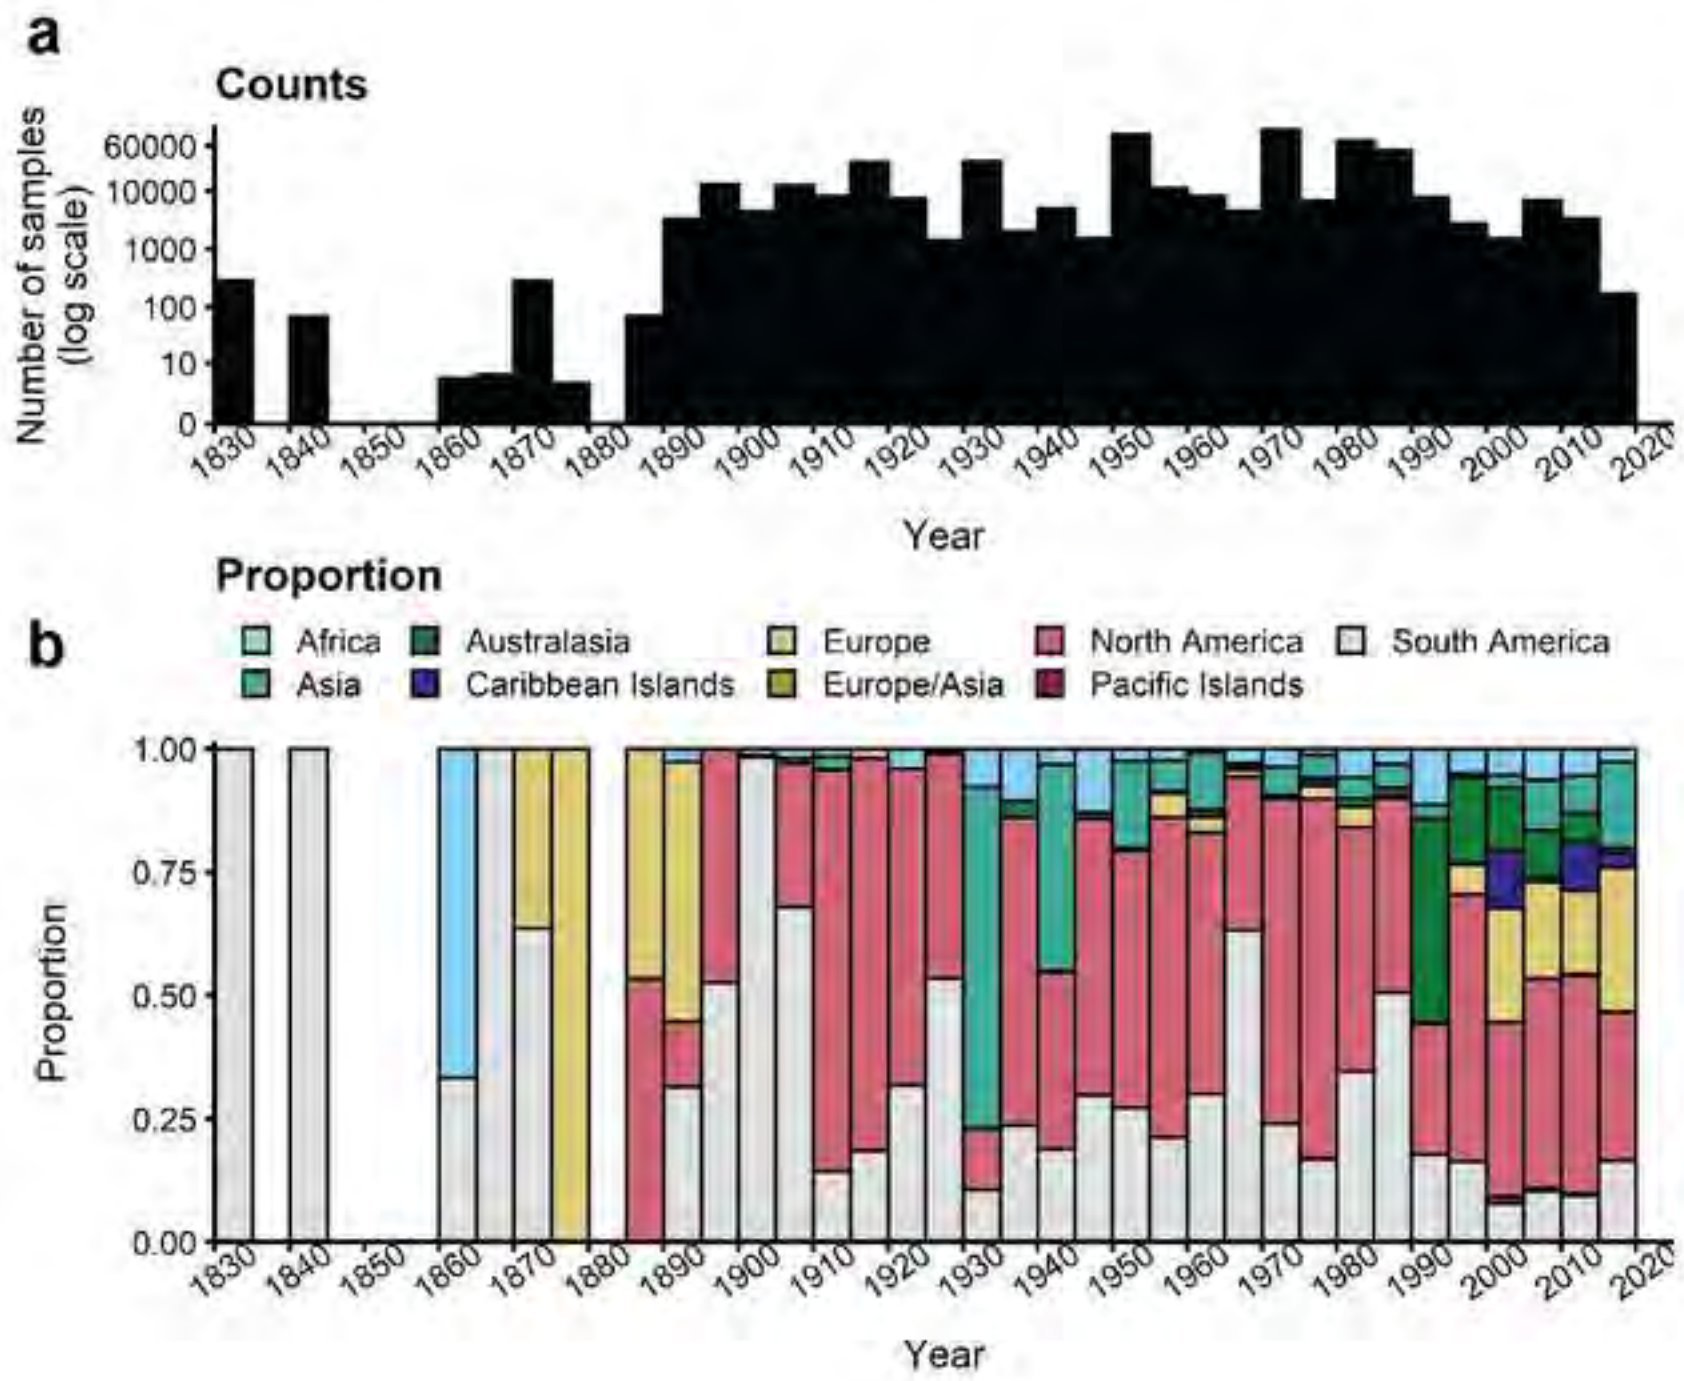 a
Counts
Number of samples
(log scale)
60000
10000
1000
100
10
0
1830 1840 1850 1860 1870 1880 1890 1900 1910 1920 1930 1940 1950 1960 1970 1980 1990 2000 2010 2020
Year
Proportion
b
Africa Australasia Europe North America South America
Asia Caribbean Islands Europe/Asia Pacific Islands
Proportion
1.00
0.75
0.50
0.25
0.00
1830 1840 1850 1860 1870 1880 1890 1900 1910 1920 1930 1940 1950 1960 1970 1980 1990 2000 2010 2020
Year